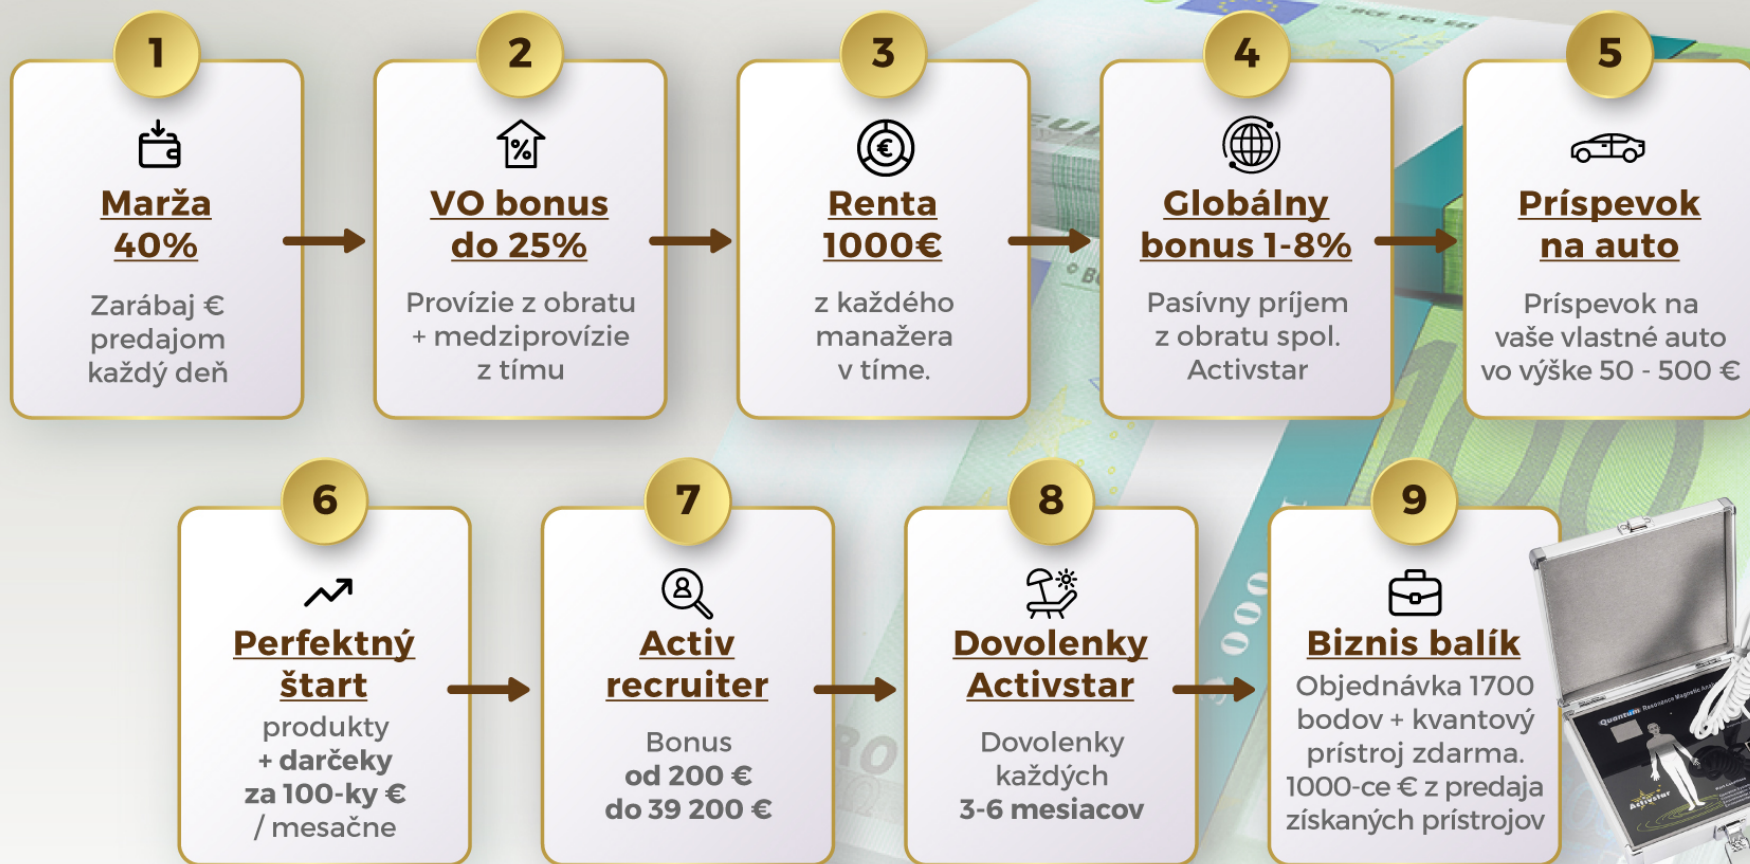 1
Marža
40%
Zarábaj €
predajom
každý deň
2
VO bonus
do 25%
Provízie z obratu
+ medziprovízie
z tímu
3
Renta
1000€
z každého
manažera
v tíme.
4
Globálny
bonus 1-8%
Pasívny príjem
z obratu spol.
Activstar
5
Príspevok
na auto
Príspevok na
vaše vlastné auto
vo výške 50 - 500 €
6
Perfektný
štart
produkty
+ darčeky
za 100-ky €
/ mesačne
7
Activ
recruiter
Bonus
od 200 €
do 39 200 €
8
Dovolenky
Activstar
Dovolenky
každých
3-6 mesiacov
9
Biznis balík
Objednávka 1700
bodov + kvantový
prístroj zdarma.
1000-ce € z predaja
získaných prístrojov
Quantum Resonance Magnetic
Activstar